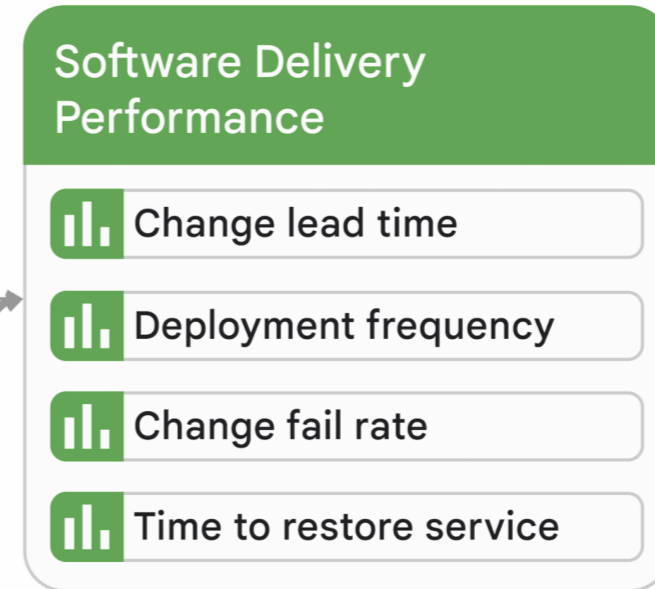 Software Delivery
Performance
Change lead time
Deployment frequency
Change fail rate
Time to restore service